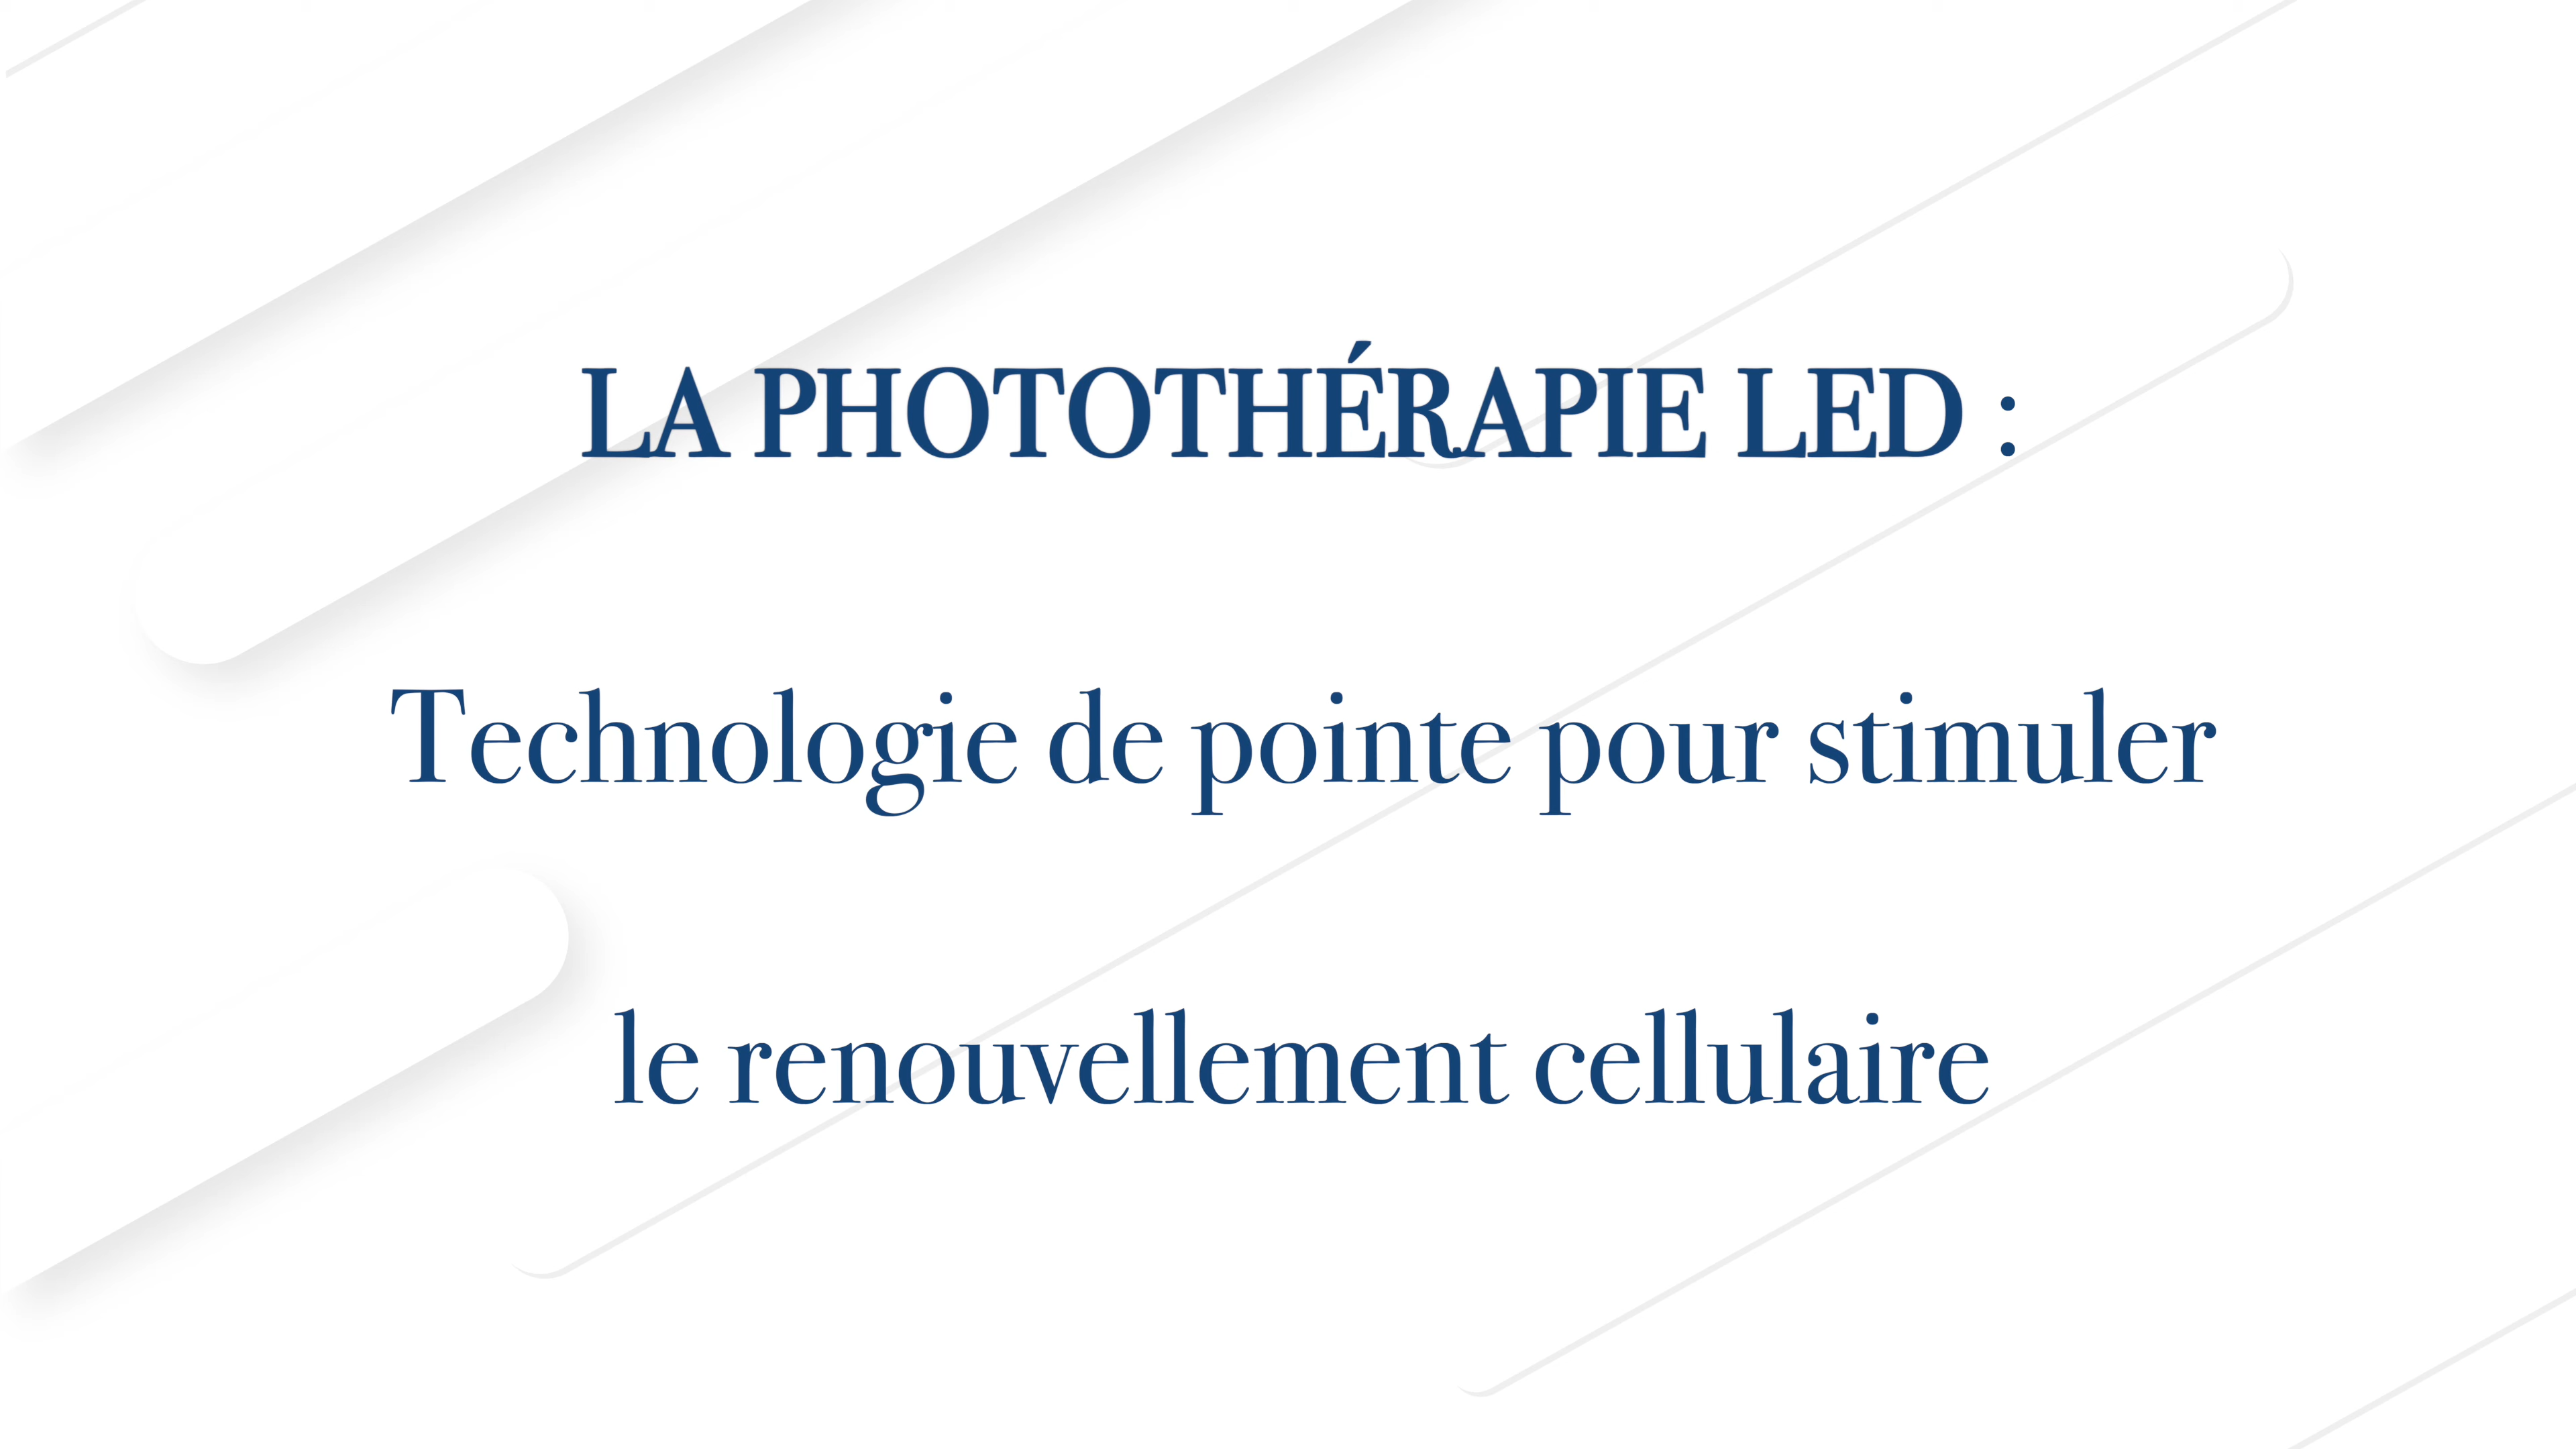 LA PHOTOTHÉRAPIE LED :
Technologie de pointe pour stimuler
le renouvellement cellulaire